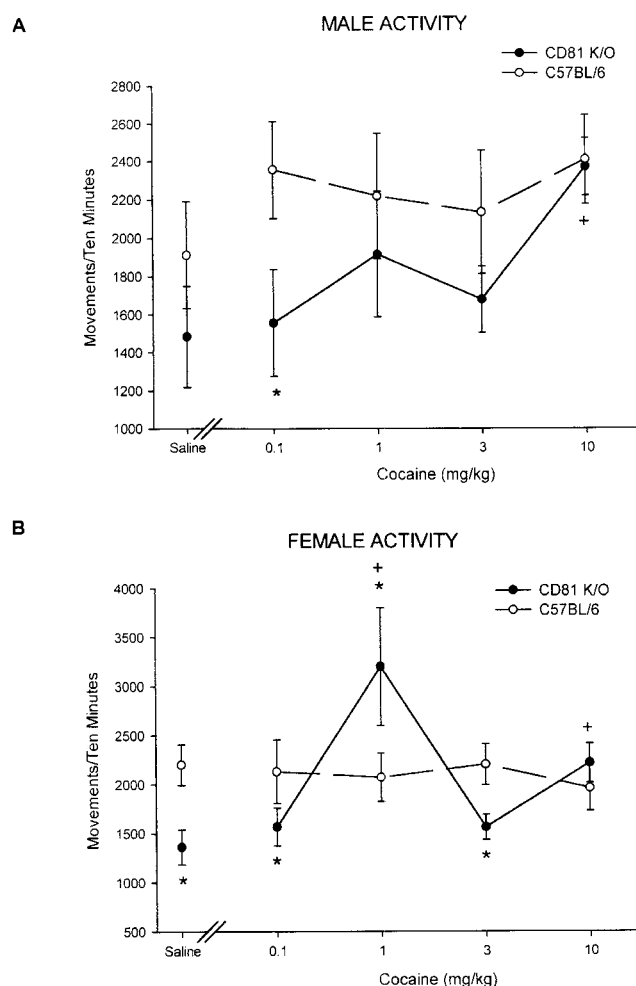 A
MALE ACTIVITY
CD81 K/O
C57BL/6
Movements/Ten Minutes
2800
2600
2400
2200
2000
1800
1600
1400
1200
1000
+
*
Saline
0.1
1
3
10
Cocaine (mg/kg)
B
FEMALE ACTIVITY
CD81 K/O
C57BL/6
Movements/Ten Minutes
4000
3500
3000
2500
2000
1500
1000
500
+
*
+
*
*
*
Saline
0.1
1
3
10
Cocaine (mg/kg)